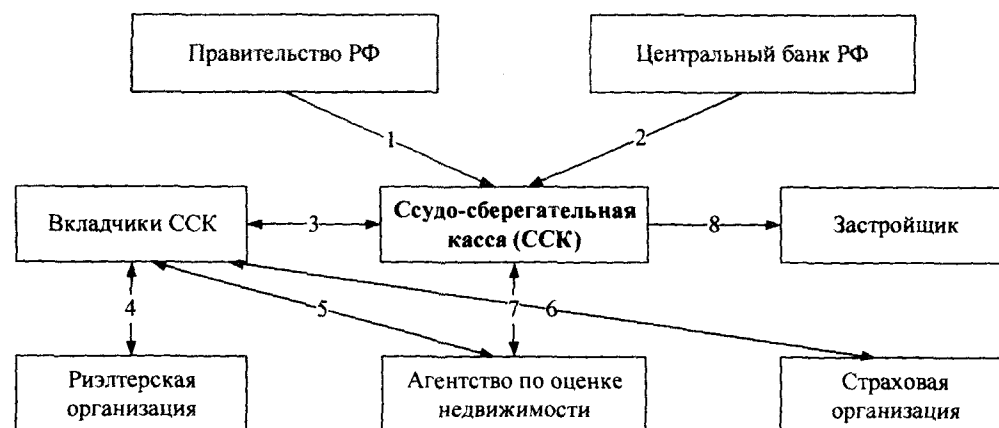 Правительство РФ
Центральный банк РФ
1
2
Вкладчики ССК
3
Ссудо-сберегательная
касса (ССК)
8
Застройщик
4
5
7
6
Риэлтерская
организация
Агентство по оценке
недвижимости
Страховая
организация